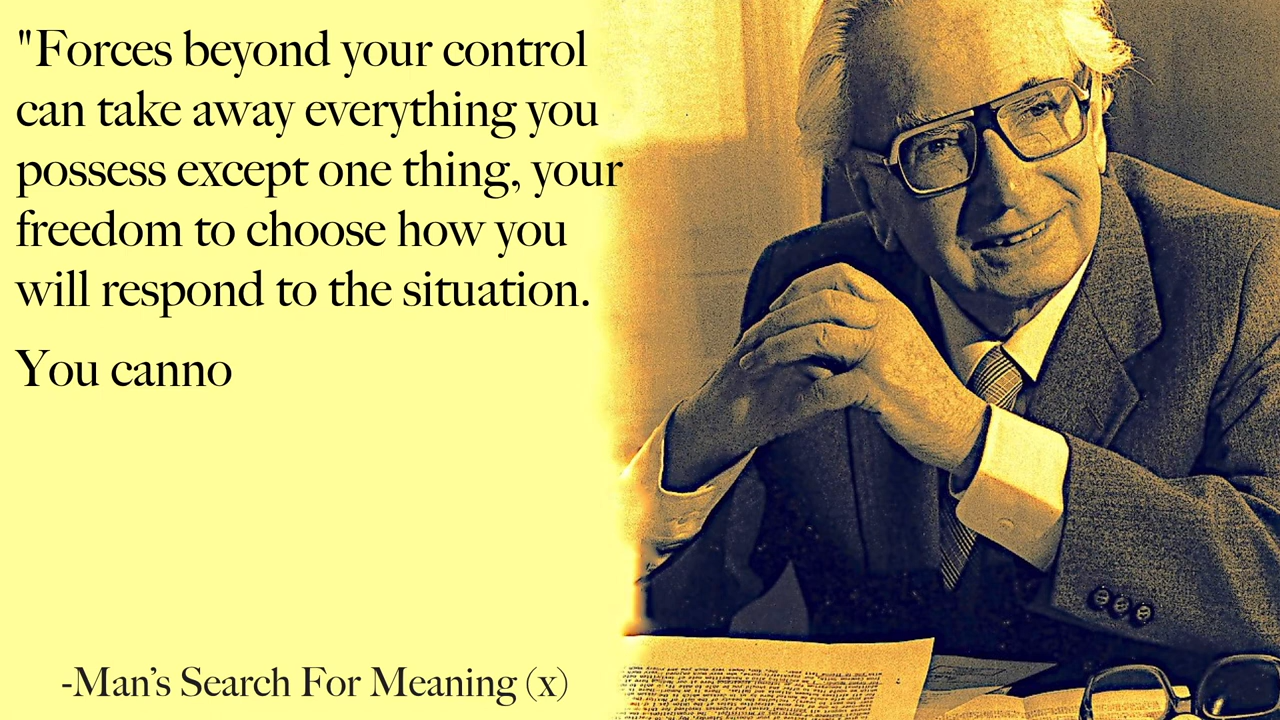 "Forces beyond your control
can take away everything you
possess except one thing, your
freedom to choose how you
will respond to the situation.
You canno
-Man’s Search For Meaning (x)